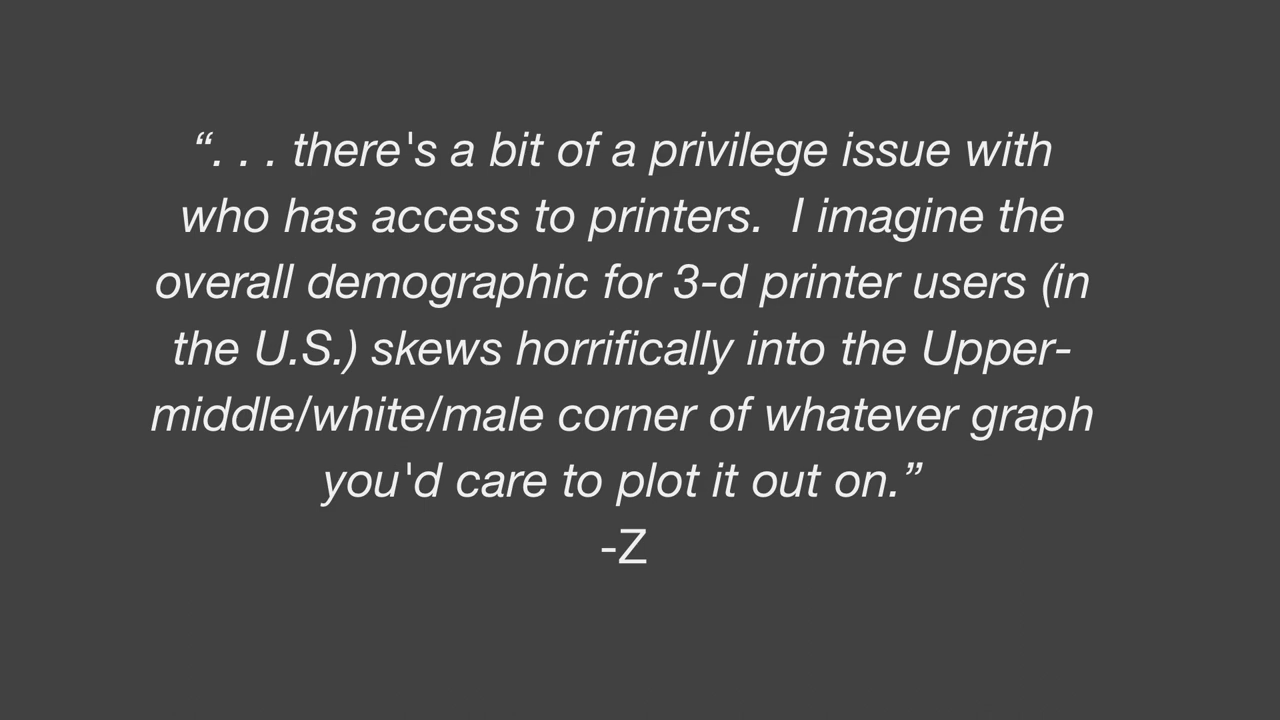 “. . . there's a bit of a privilege issue with
who has access to printers.  I imagine the
overall demographic for 3-d printer users (in
the U.S.) skews horrifically into the Upper-
middle/white/male corner of whatever graph
you'd care to plot it out on.”
-Z